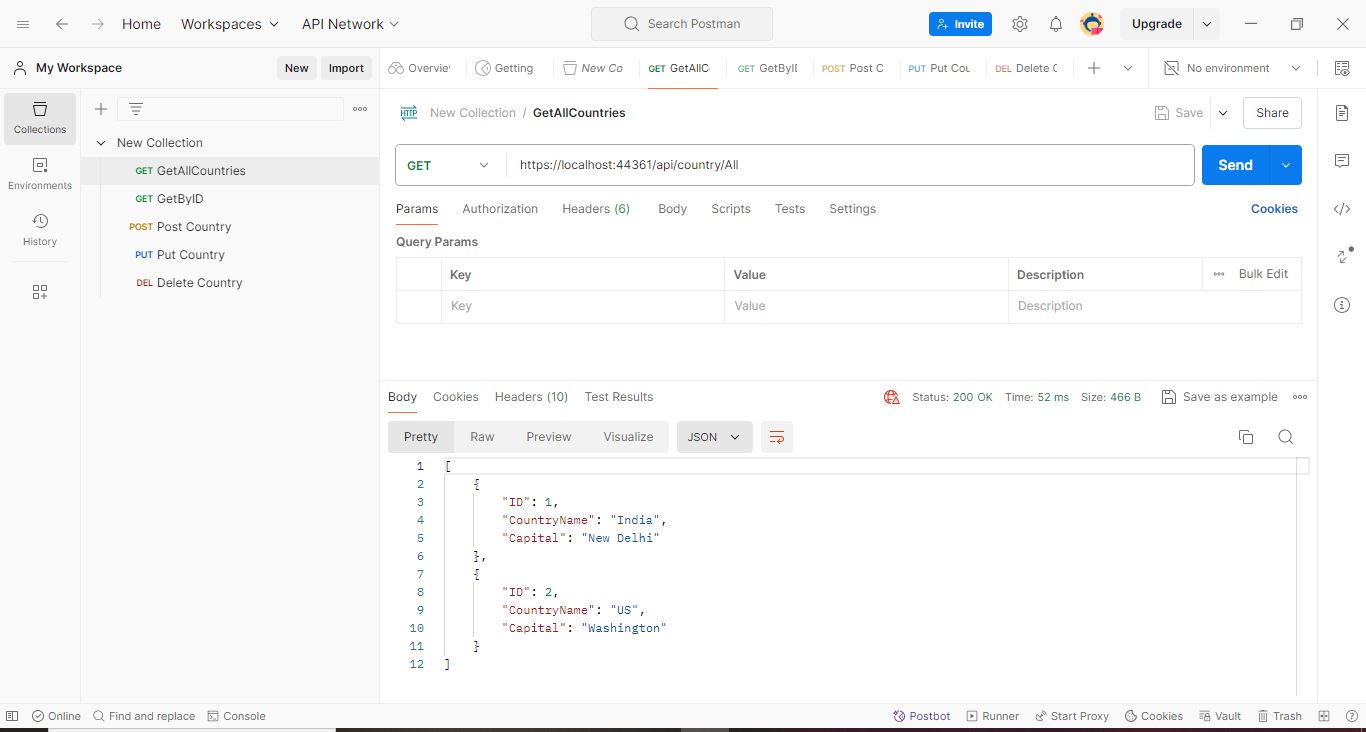 Home Workspaces API Network Search Postman Invite Upgrade
My Workspace New Import Overvie Getting New Co GET GetAllC POST Post C PUT Put Cou DEL Delete C No environment
Collections
Environments
History
New Collection
GET GetAllCountries
GET GetByID
POST Post Country
PUT Put Country
DEL Delete Country
HTTP New Collection / GetAllCountries Save Share
GET https://localhost:44361/api/country/All Send
Params Authorization Headers (6) Body Scripts Tests Settings Cookies
Query Params
Key Value Description Bulk Edit
Key Value Description
Body Cookies Headers (10) Test Results Status: 200 OK Time: 52 ms Size: 466 B Save as example
Pretty Raw Preview Visualize JSON
1 [
2 {
3 "ID": 1,
4 "CountryName": "India",
5 "Capital": "New Delhi"
6 },
7 {
8 "ID": 2,
9 "CountryName": "US",
10 "Capital": "Washington"
11 }
12 ]
Online Find and replace Console Postbot Runner Start Proxy Cookies Vault Trash